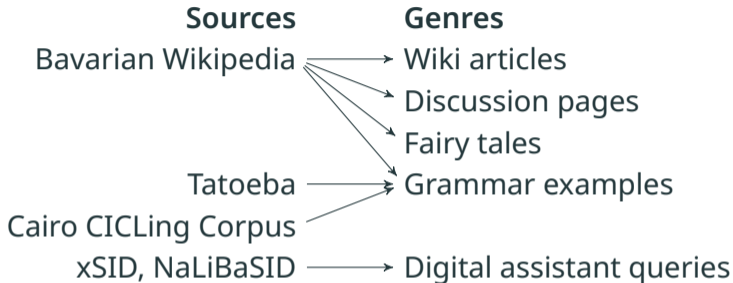 Sources Genres
Bavarian Wikipedia Wiki articles
Discussion pages
Fairy tales
Tatoeba Grammar examples
Cairo CICLing Corpus
xSID, NaLiBaSID Digital assistant queries